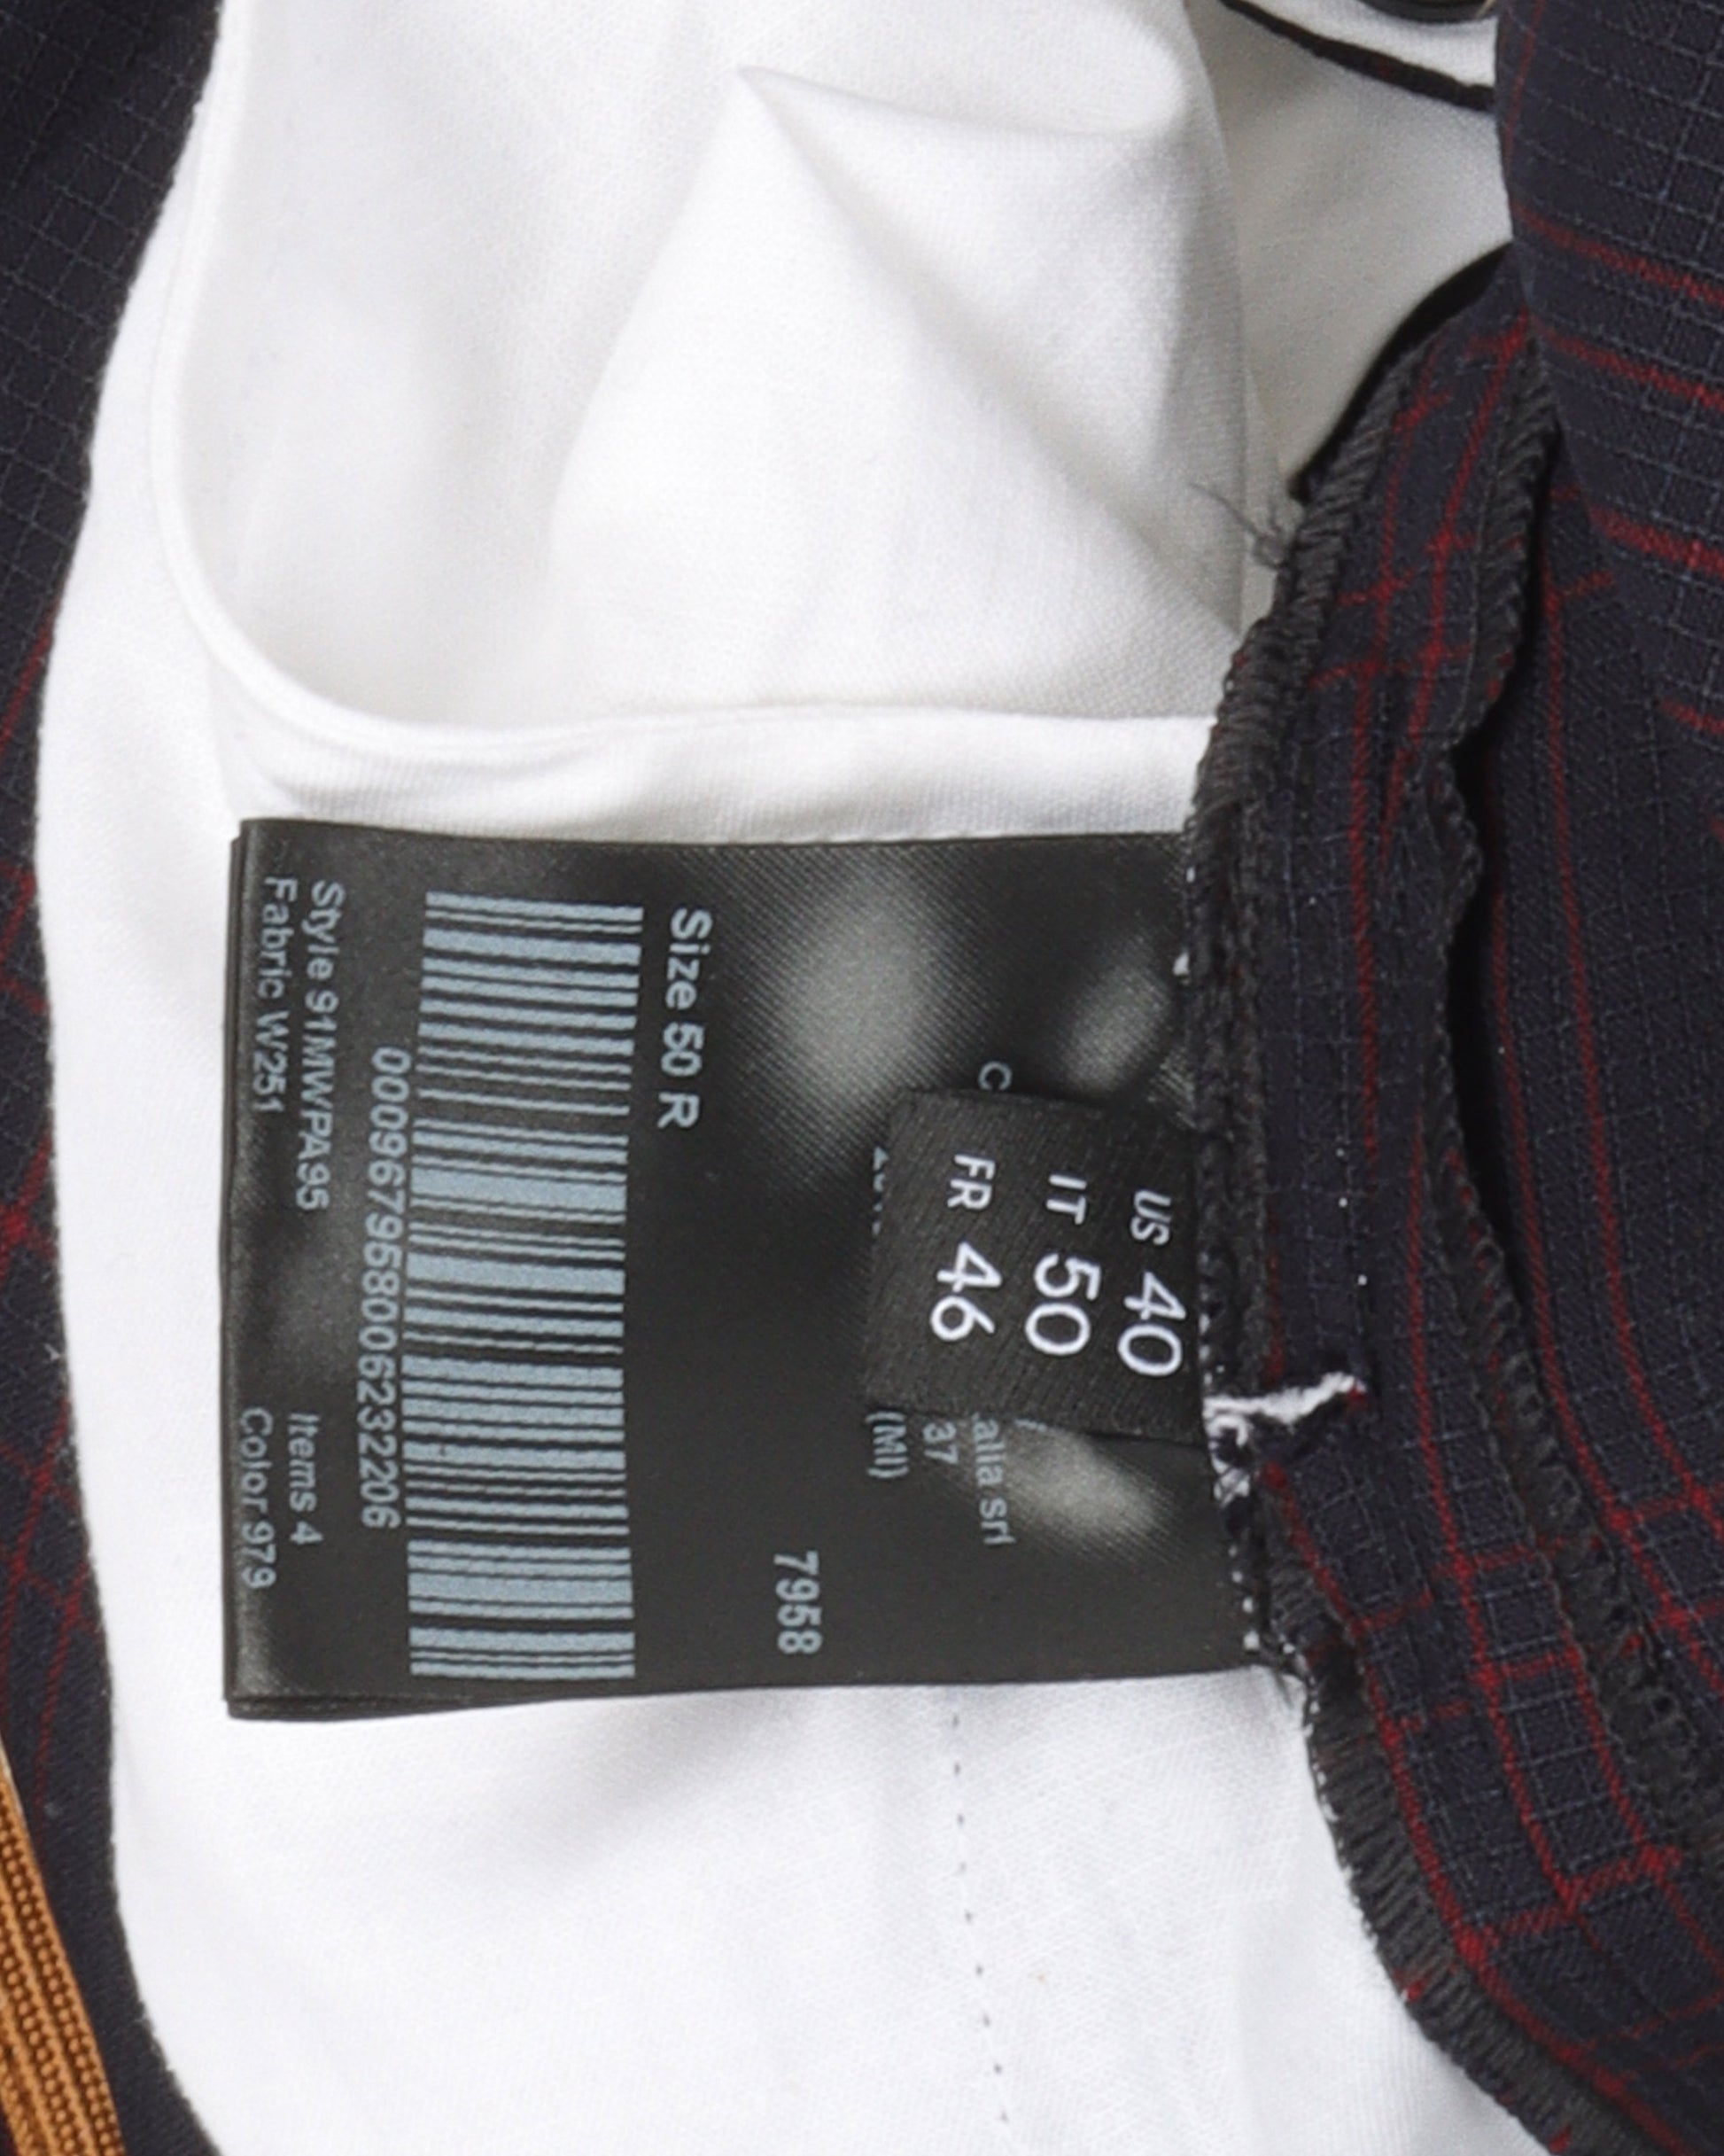 US 40
IT 50
FR 46
alia srl
37
(MI)
7958
Size 50 R
000967968006232206
Style 91MWPA95 Items 4
Fabric W251 Color 979